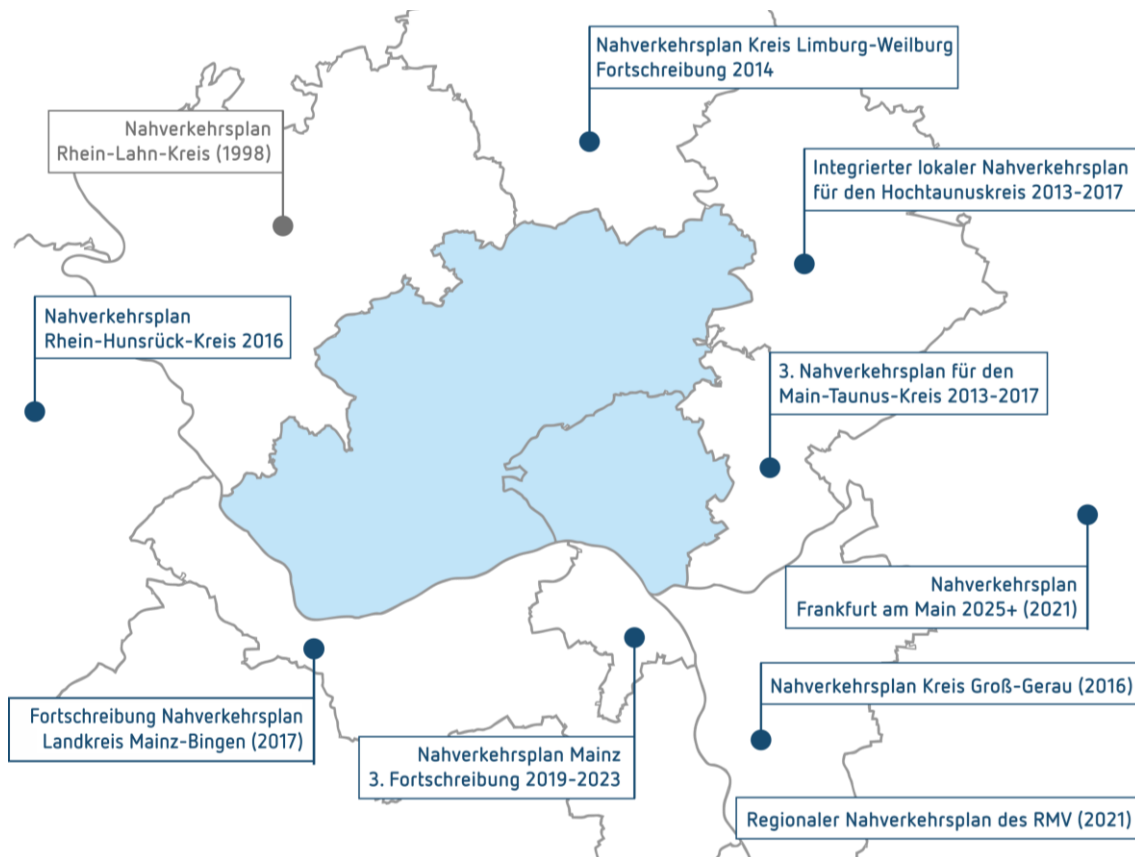 Nahverkehrsplan Kreis Limburg-Weilburg
Fortschreibung 2014
Nahverkehrsplan
Rhein-Lahn-Kreis (1998)
Integrierter lokaler Nahverkehrsplan
für den Hochtaunuskreis 2013-2017
Nahverkehrsplan
Rhein-Hunsrück-Kreis 2016
3. Nahverkehrsplan für den
Main-Taunus-Kreis 2013-2017
Nahverkehrsplan
Frankfurt am Main 2025+ (2021)
Nahverkehrsplan Kreis Groß-Gerau (2016)
Fortschreibung Nahverkehrsplan
Landkreis Mainz-Bingen (2017)
Nahverkehrsplan Mainz
3. Fortschreibung 2019-2023
Regionaler Nahverkehrsplan des RMV (2021)